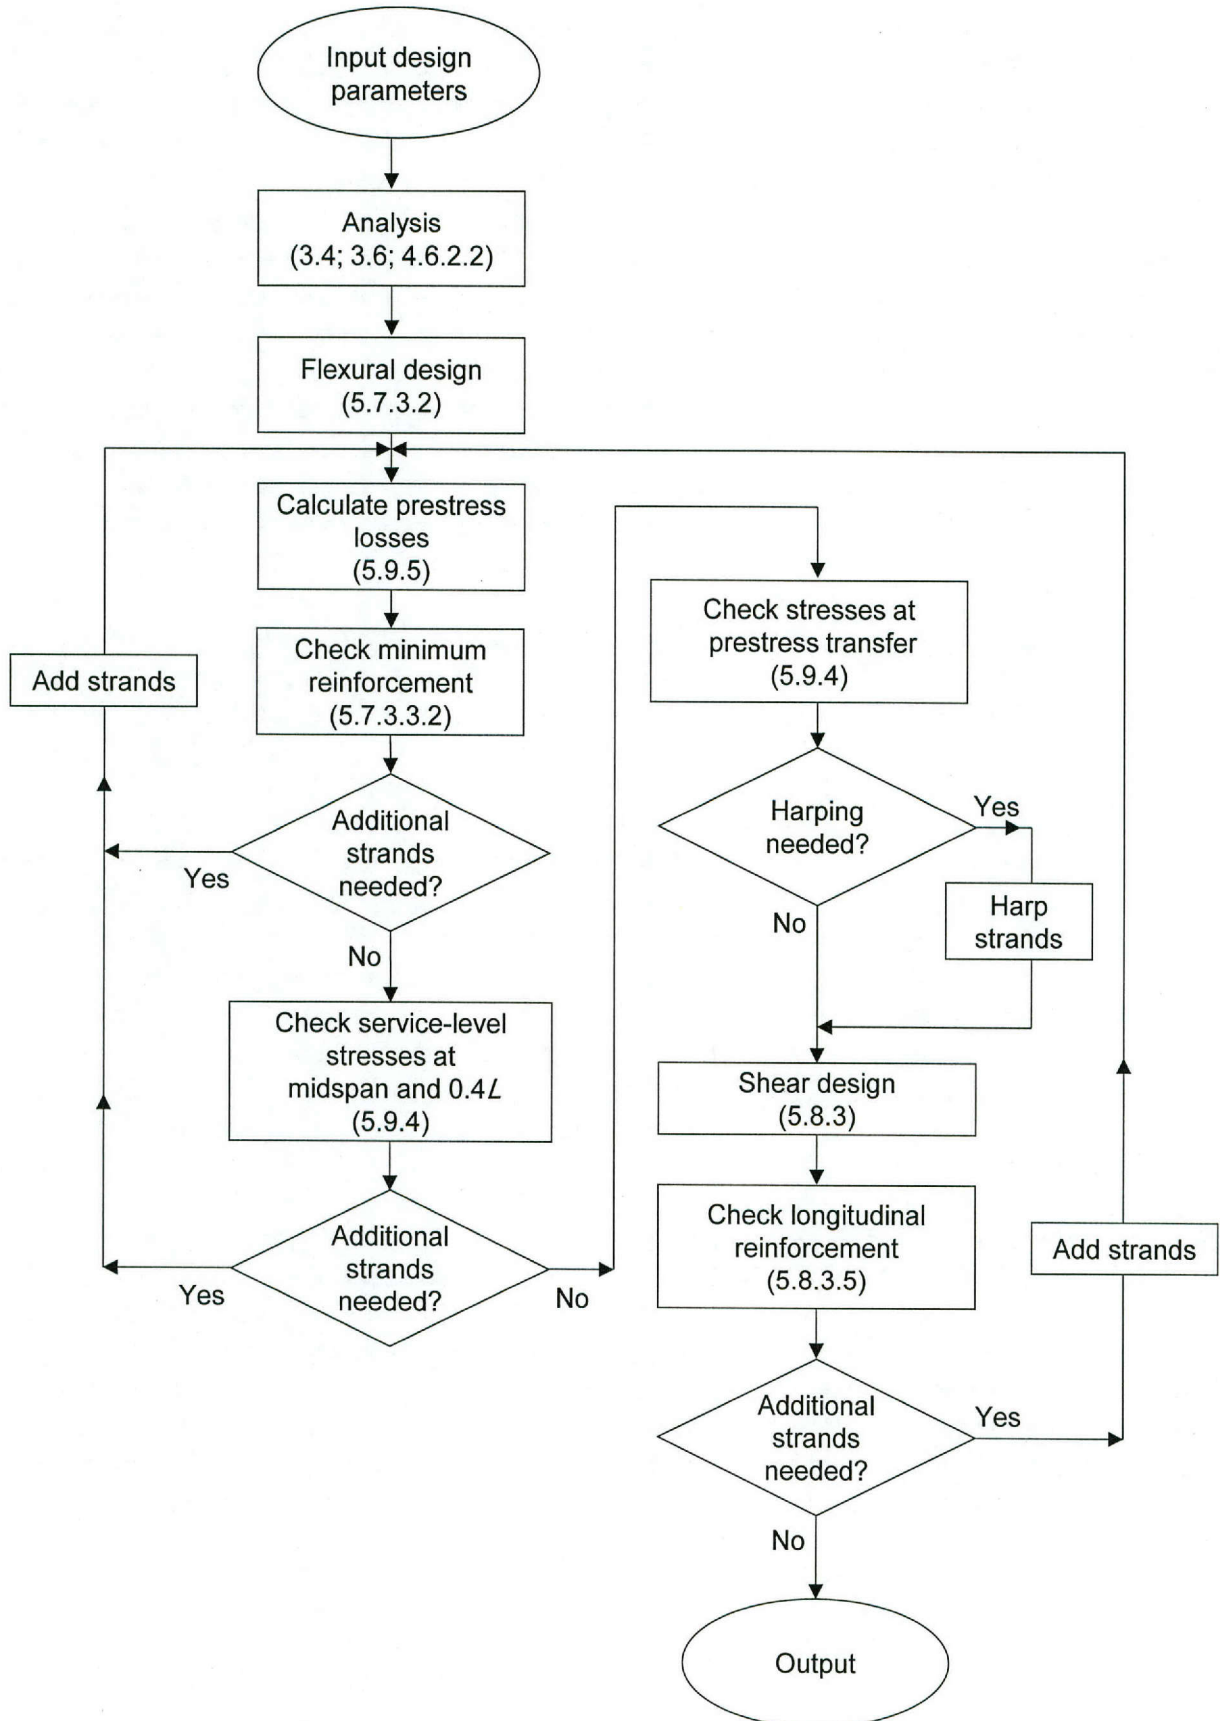 Input design
parameters
Analysis
(3.4; 3.6; 4.6.2.2)
Flexural design
(5.7.3.2)
Calculate prestress
losses
(5.9.5)
Check minimum
reinforcement
(5.7.3.3.2)
Add strands
Additional
strands
needed?
Yes
No
Check service-level
stresses at
midspan and 0.4L
(5.9.4)
Additional
strands
needed?
Yes
No
Check stresses at
prestress transfer
(5.9.4)
Harping
needed?
Yes
Harp
strands
No
Shear design
(5.8.3)
Check longitudinal
reinforcement
(5.8.3.5)
Add strands
Additional
strands
needed?
Yes
No
Output